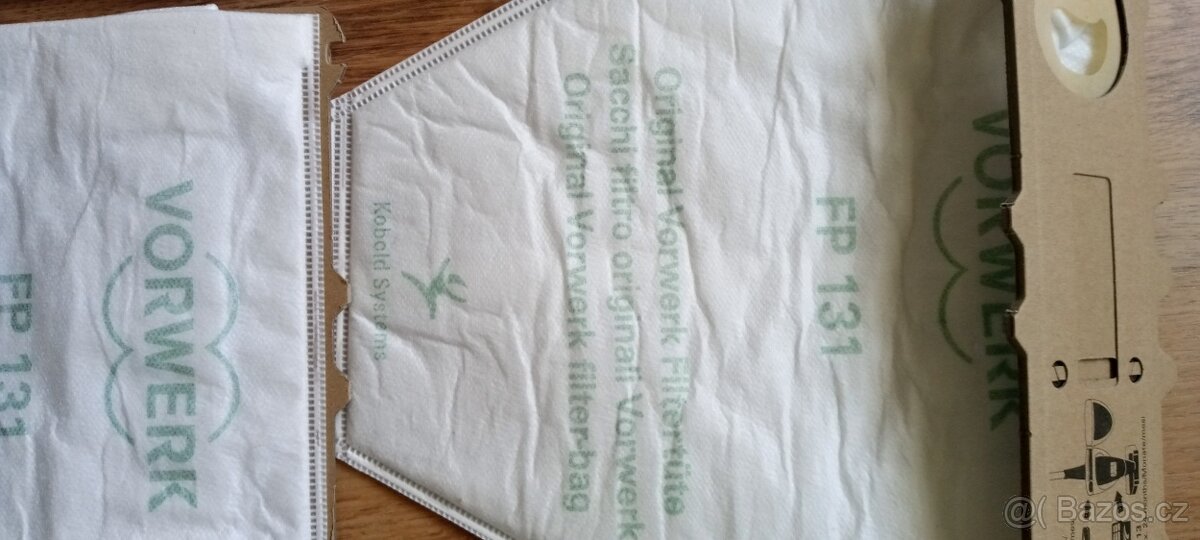 VORWERK
FP 131
Kobold Systems
Original Vorwerk Filtertüte
Sacchi filtro originali Vorwerk
Original Vorwerk filter-bag
FP 131
VORWERK
@( Bazos.cz